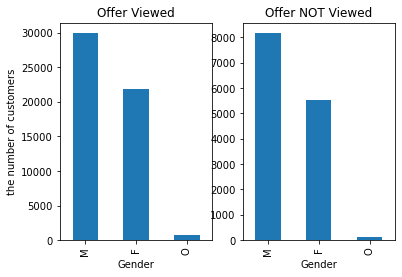 Offer Viewed
the number of customers
30000
25000
20000
15000
10000
5000
0
M
F
O
Gender
Offer NOT Viewed
8000
7000
6000
5000
4000
3000
2000
1000
0
M
F
O
Gender